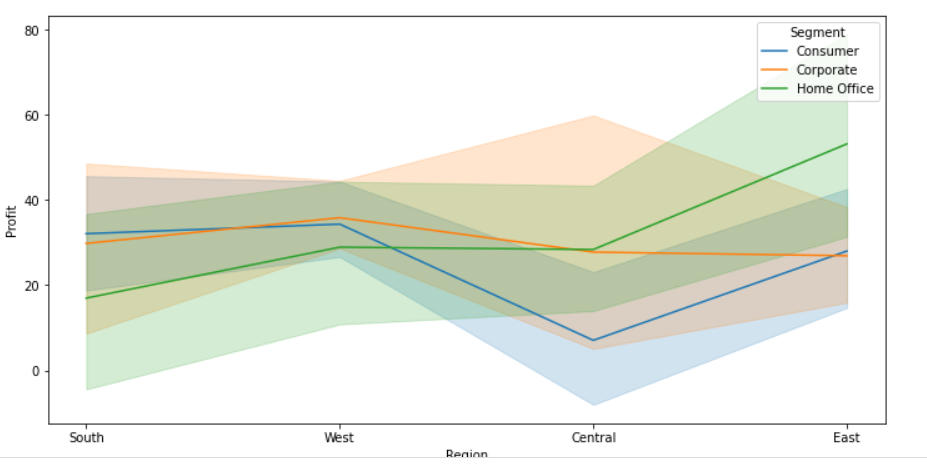 80
60
40
20
0
Profit
Segment
Consumer
Corporate
Home Office
South West Central East
Region